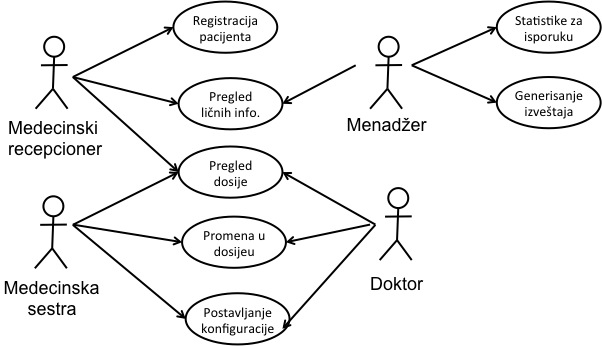 Registracija
pacijenta
Statistike za
isporuku
Pregled
ličnih info.
Generisanje
izveštaja
Medecinski
recepcioner
Menadžer
Pregled
dosije
Promena u
dosijeu
Medecinska
sestra
Doktor
Postavljanje
konfiguracije